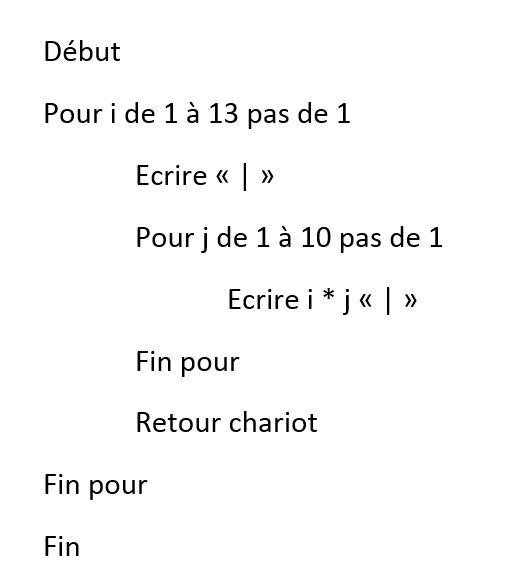 Début
Pour i de 1 à 13 pas de 1
Ecrire « | »
Pour j de 1 à 10 pas de 1
Ecrire i * j « | »
Fin pour
Retour chariot
Fin pour
Fin